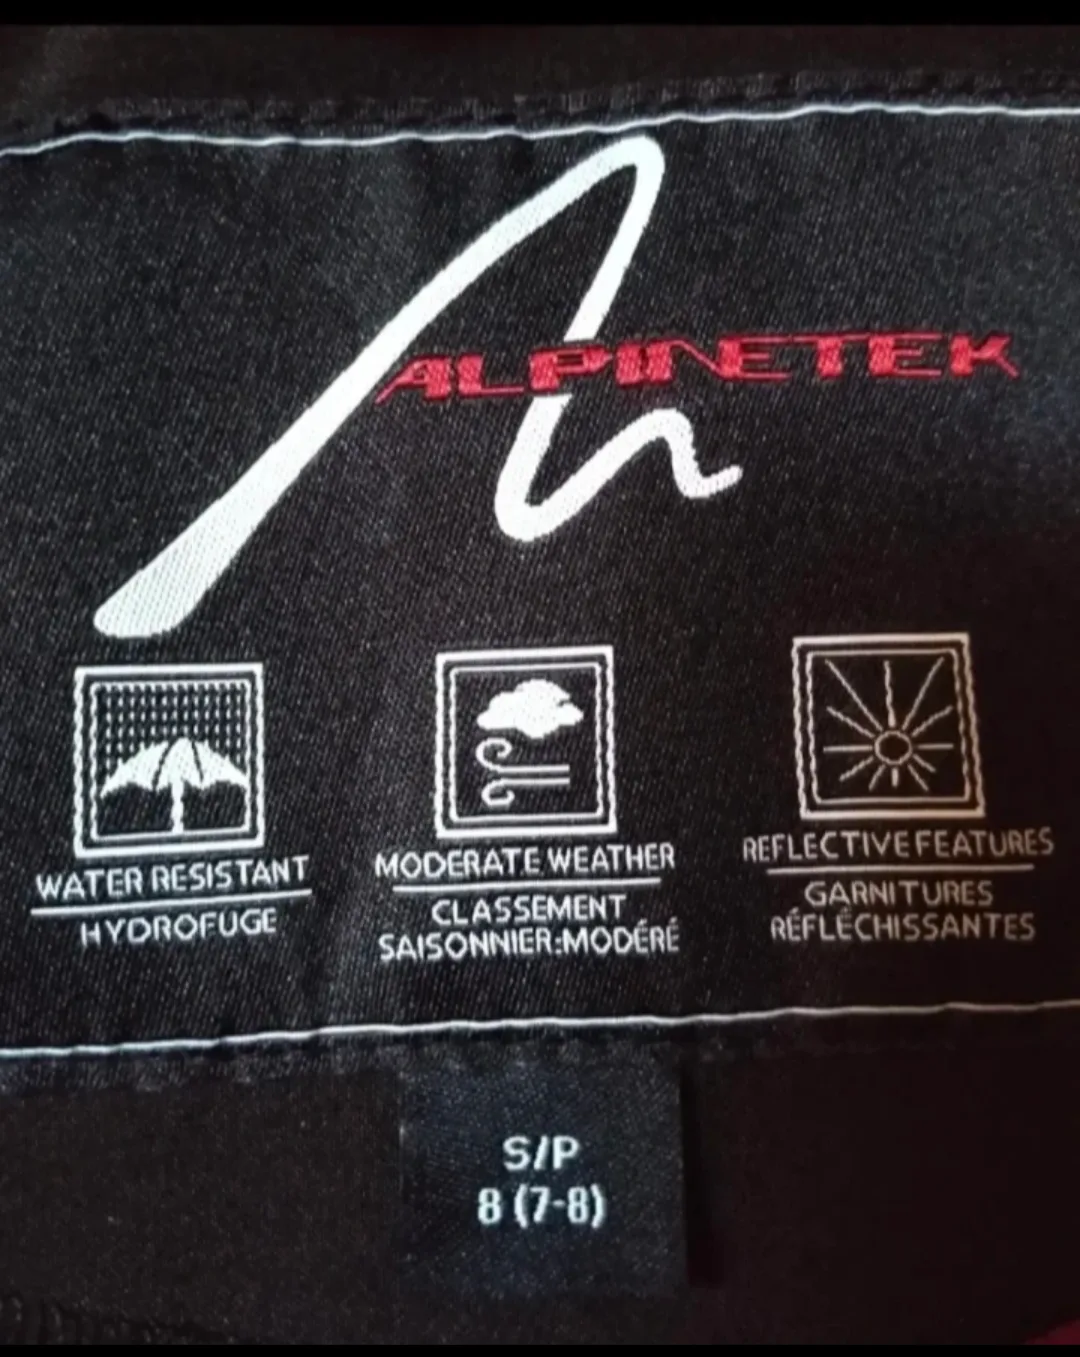 ALPINETEK
WATER RESISTANT
HYDROFUGE
MODERATE WEATHER
CLASSEMENT
SAISONNIER:MODÉRÉ
REFLECTIVE FEATURES
GARNITURES
RÉFLÉCHISSANTES
S/P
8 (7-8)